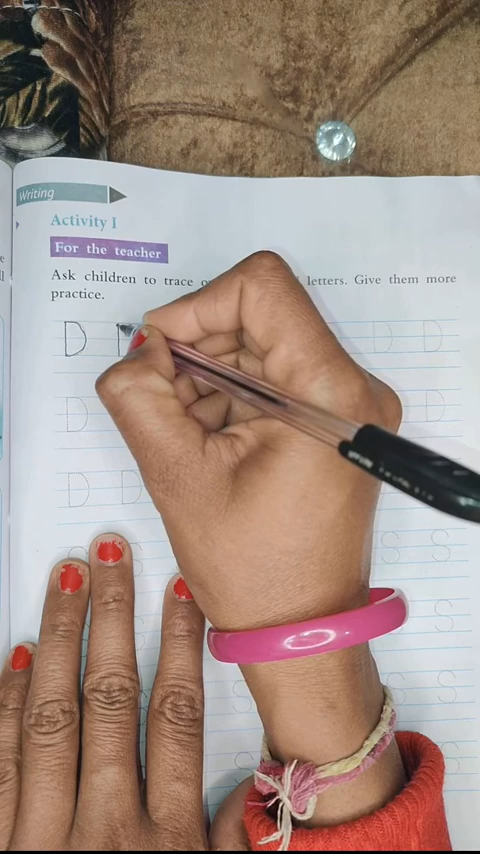 Writing
Activity I
For the teacher
Ask children to trace letters. Give them more
practice.
D D D
D D
D D
S S
S
S S